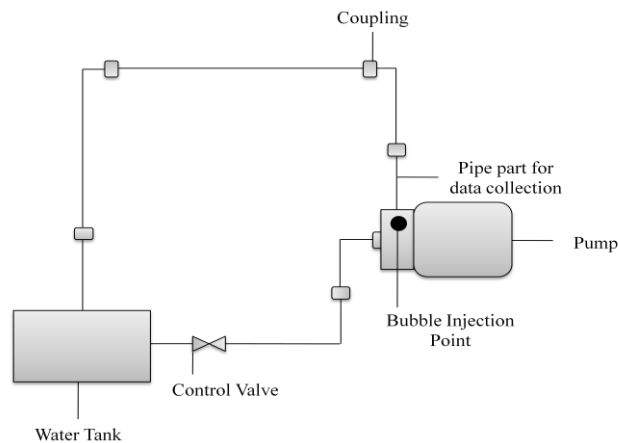 Coupling
Pipe part for
data collection
Pump
Bubble Injection
Point
Control Valve
Water Tank